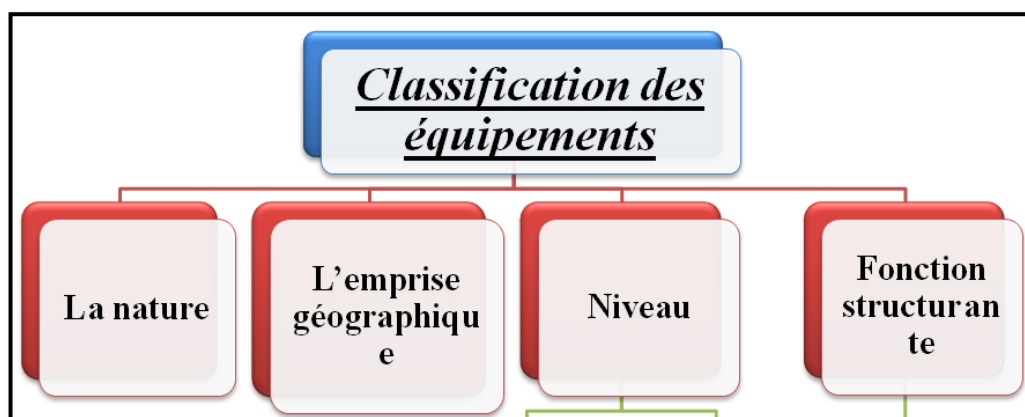 Classification des
équipements
La nature
L’emprise
géographiqu
e
Niveau
Fonction
structuran
te